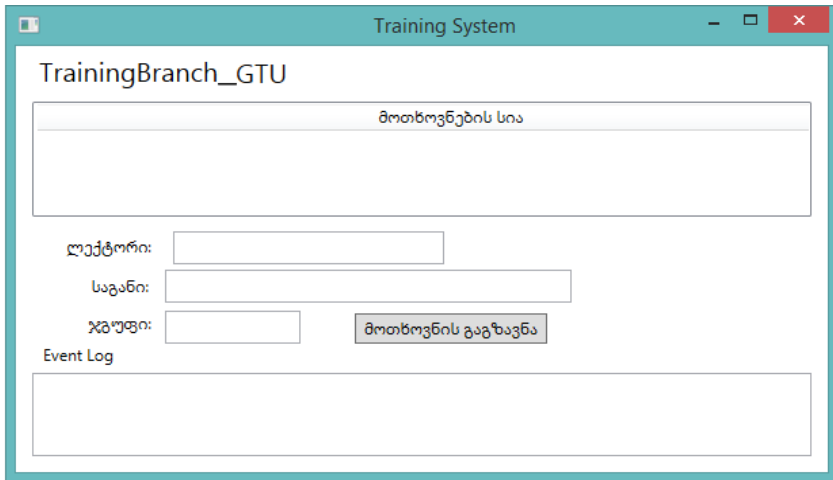 Training System
TrainingBranch_GTU
მოთხოვნების სია
ლექტორი:
საგანი:
ჯგუფი:
მოთხოვნის გაგზავნა
Event Log